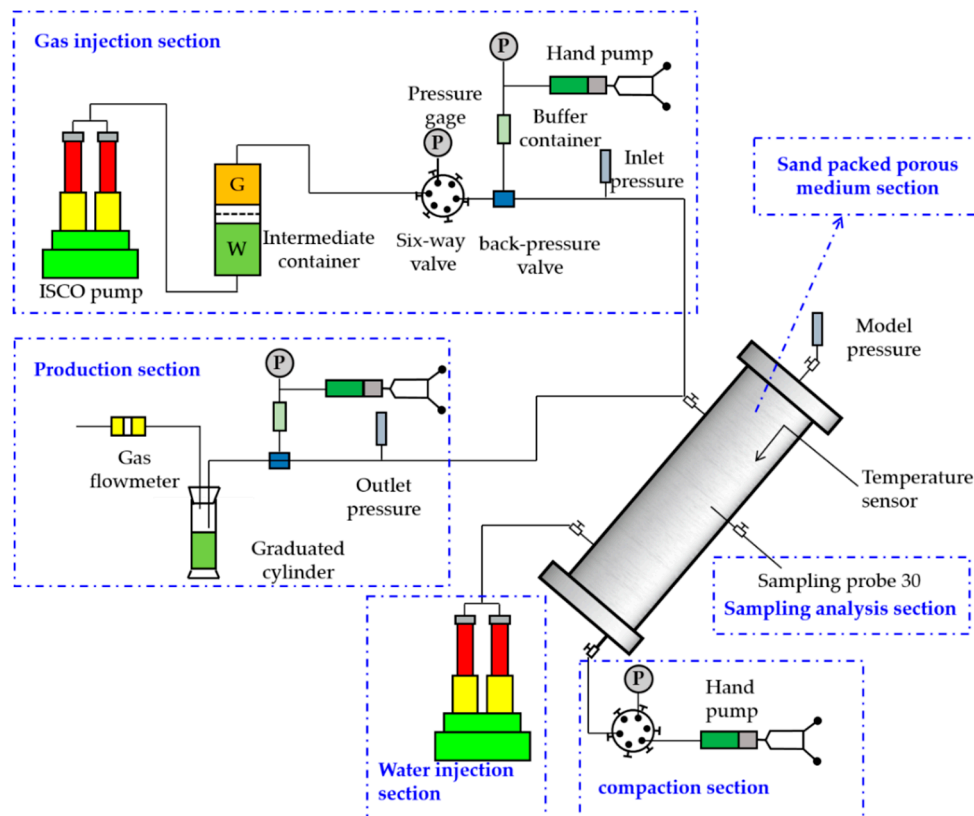 Gas injection section
P
Hand pump
Pressure
gage
P
Buffer
container
Inlet
pressure
G
W
Intermediate
container
Six-way
valve
back-pressure
valve
ISCO pump
Sand packed porous
medium section
Model
pressure
Production section
P
Gas
flowmeter
Outlet
pressure
Graduated
cylinder
Temperature
sensor
Sampling probe 30
Sampling analysis section
Water injection
section
P
Hand
pump
compaction section